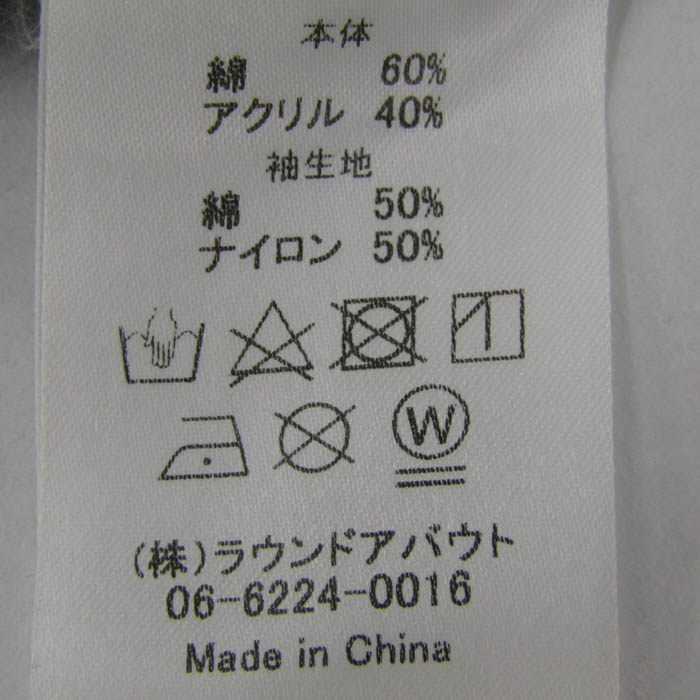 本体
綿 60%
アクリル 40%
袖生地
綿 50%
ナイロン 50%
W
(株)ラウンドアバウト
06-6224-0016
Made in China